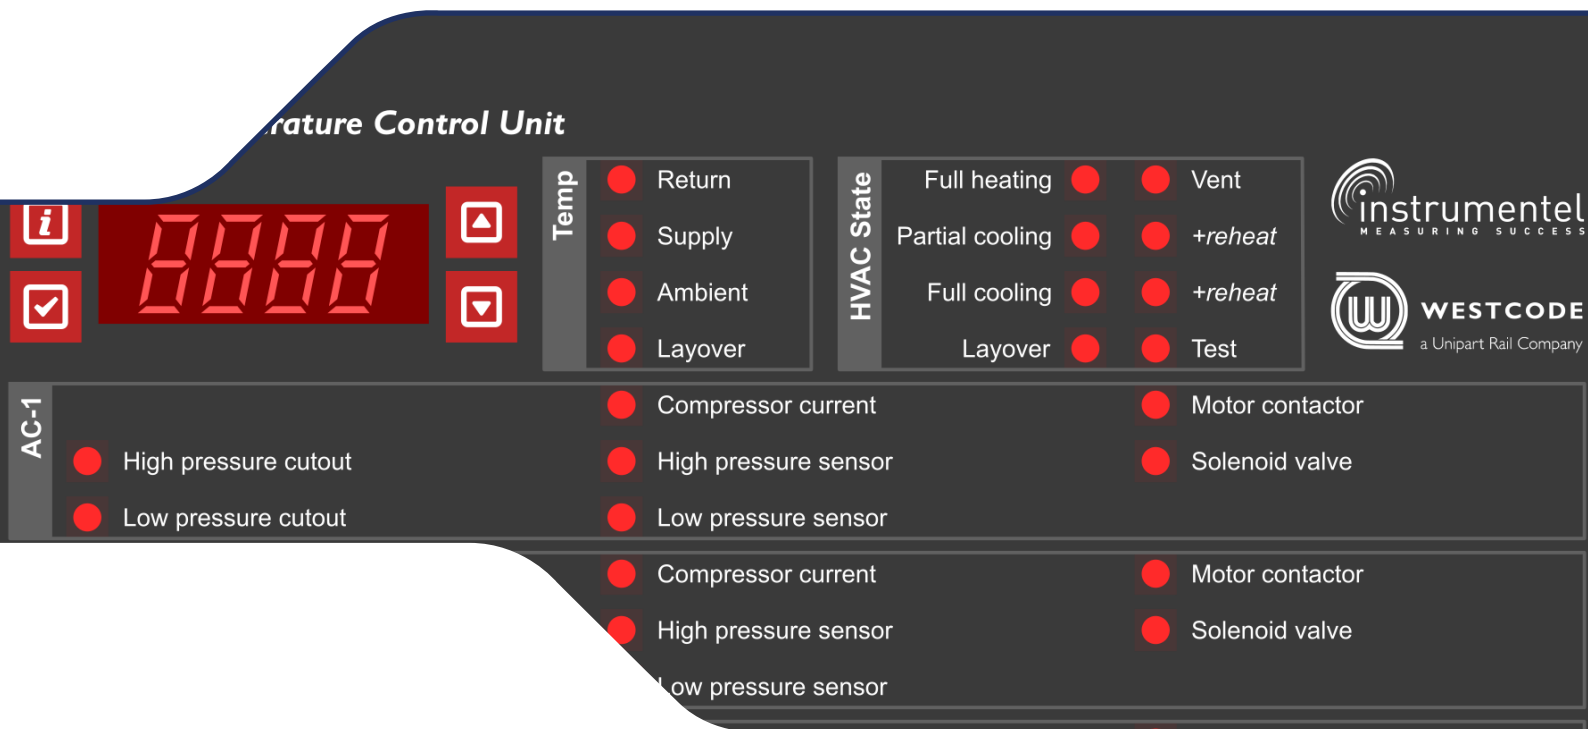 rature Control Unit
Temp
Return
Supply
Ambient
Layover
HVAC State
Full heating
Vent
Partial cooling
+reheat
Full cooling
+reheat
Layover
Test
instrumentel
MEASURING SUCCESS
WESTCODE
a Unipart Rail Company
i
AC-1
Compressor current
Motor contactor
High pressure cutout
High pressure sensor
Solenoid valve
Low pressure cutout
Low pressure sensor
Compressor current
Motor contactor
High pressure sensor
Solenoid valve
Low pressure sensor